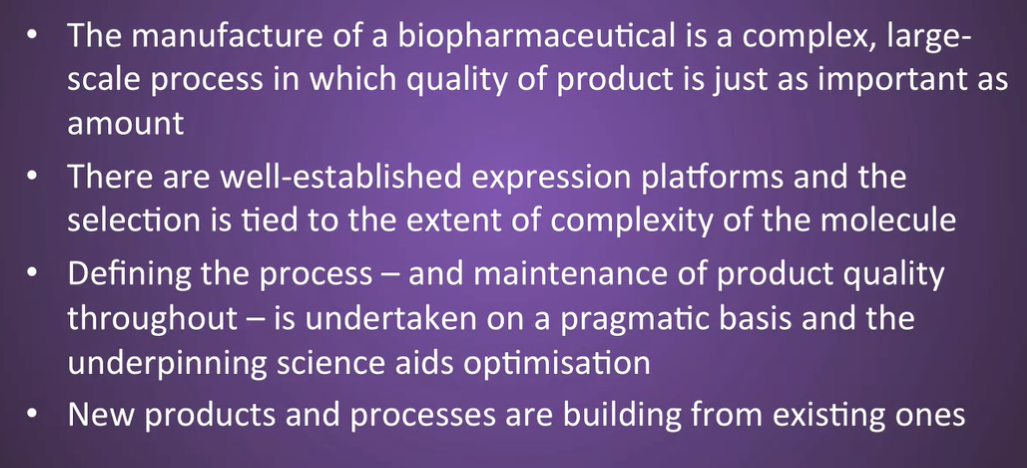 • The manufacture of a biopharmaceutical is a complex, large-
scale process in which quality of product is just as important as
amount
• There are well-established expression platforms and the
selection is tied to the extent of complexity of the molecule
• Defining the process – and maintenance of product quality
throughout – is undertaken on a pragmatic basis and the
underpinning science aids optimisation
• New products and processes are building from existing ones